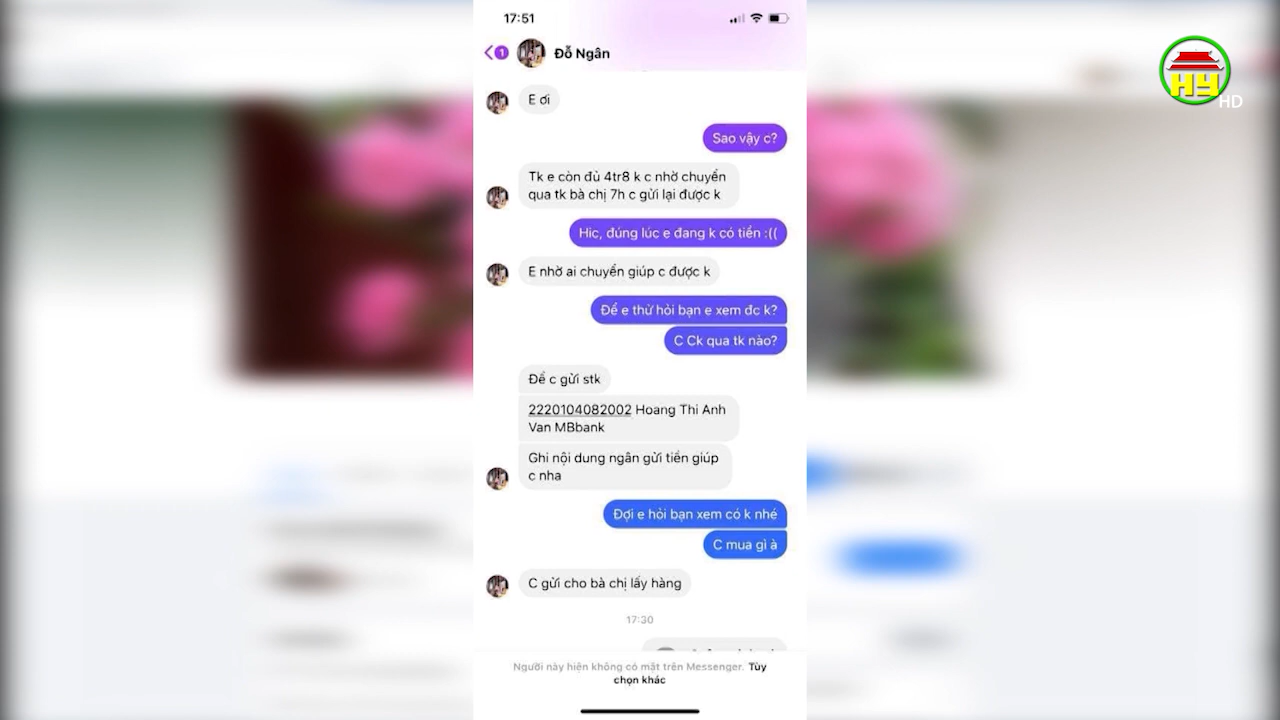 17:51
1
Đỗ Ngân
HY
HD
E ơi
Sao vậy c?
Tk e còn đủ 4tr8 k c nhờ chuyển
qua tk bà chị 7h c gửi lại được k
Hic, đúng lúc e đang k có tiền :((
E nhờ ai chuyển giúp c được k
Để e thử hỏi bạn e xem đc k?
C Ck qua tk nào?
Để c gửi stk
2220104082002 Hoang Thi Anh
Van MBbank
Ghi nội dung ngân gửi tiền giúp
c nha
Đợi e hỏi bạn xem có k nhé
C mua gì à
C gửi cho bà chị lấy hàng
17:30
Người này hiện không có mặt trên Messenger. Tùy
chọn khác